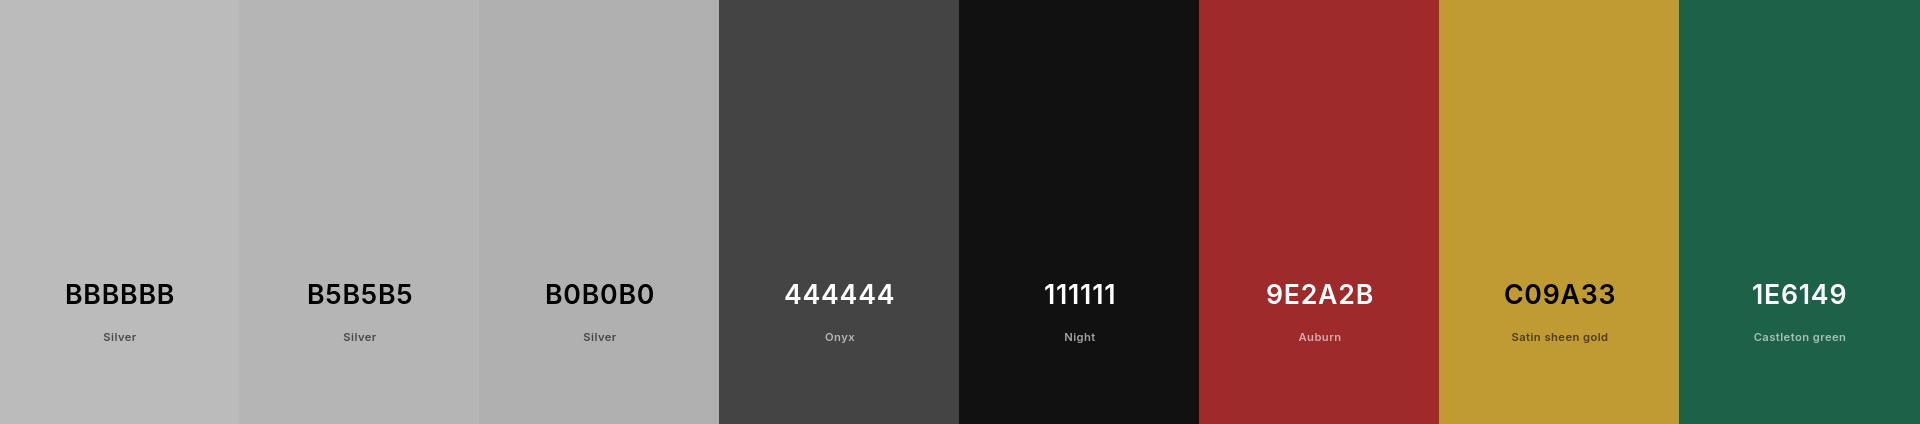 BBBBBB
B5B5B5
B0B0B0
444444
111111
9E2A2B
C09A33
1E6149
Silver
Silver
Silver
Onyx
Night
Auburn
Satin sheen gold
Castleton green